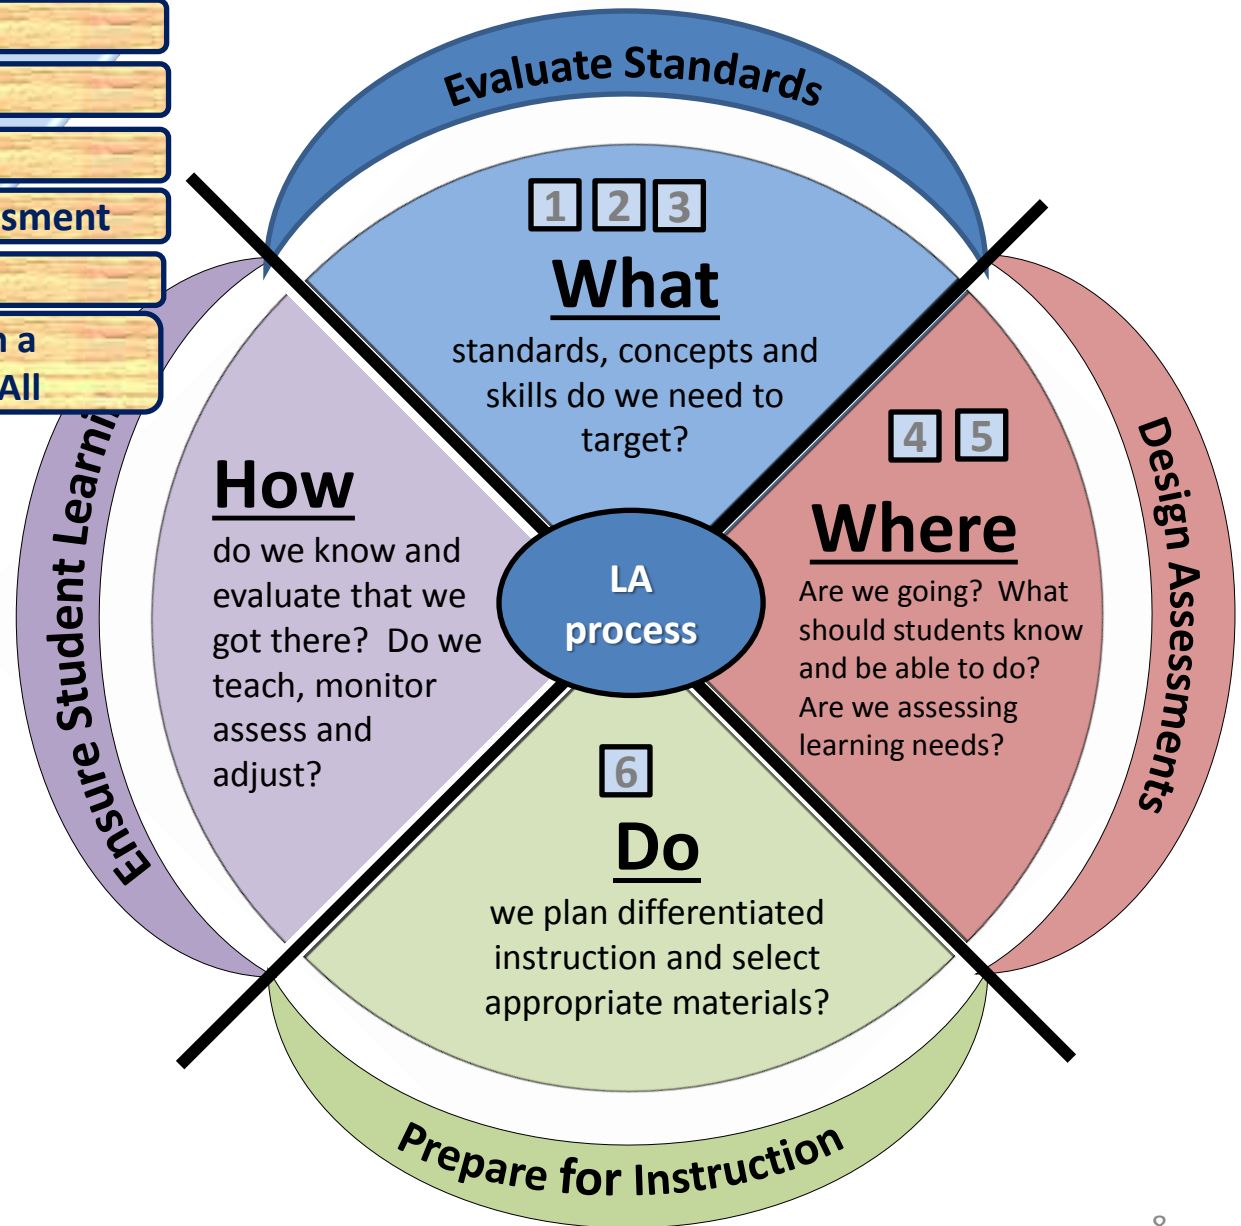 sment
n a
All
Evaluate Standards
1 2 3
What
standards, concepts and
skills do we need to
target?
4 5
Where
Are we going?  What
should students know
and be able to do?
Are we assessing
learning needs?
Design Assessments
LA
process
How
do we know and
evaluate that we
got there?  Do we
teach, monitor
assess and
adjust?
Ensure Student Learni
6
Do
we plan differentiated
instruction and select
appropriate materials?
Prepare for Instruction
8